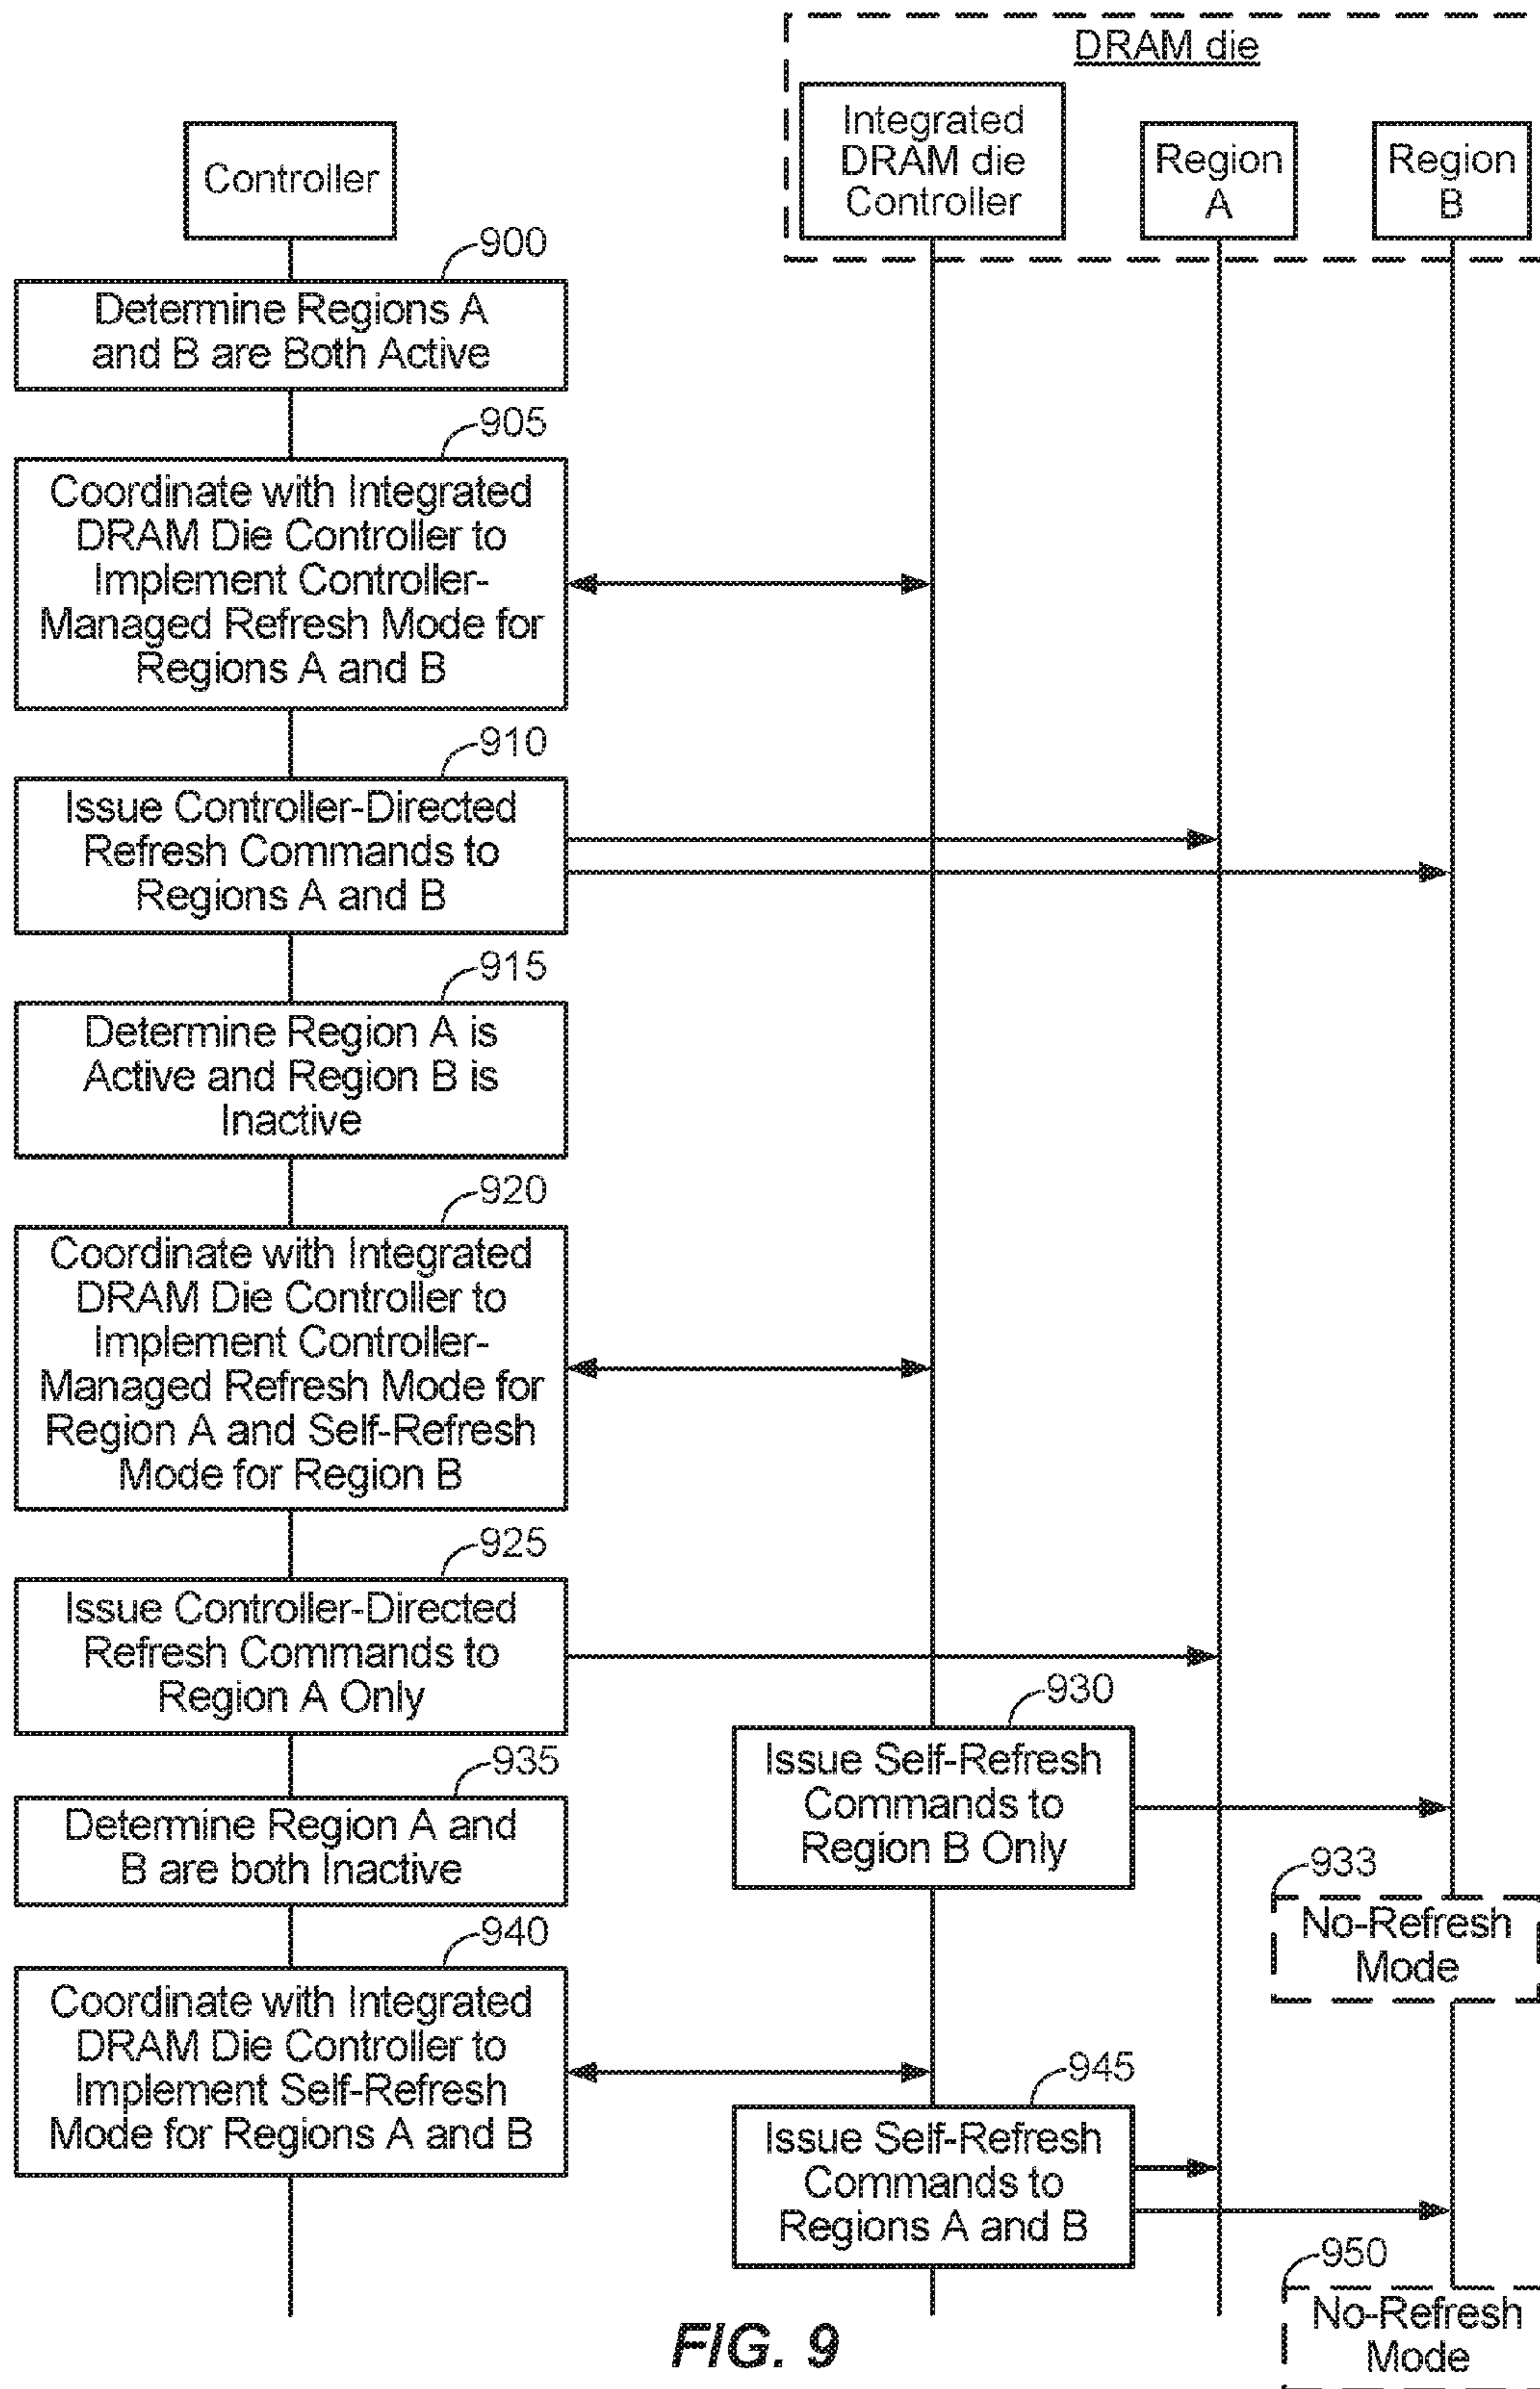 DRAM die
Controller
Integrated
DRAM die
Controller
Region
A
Region
B
900
Determine Regions A
and B are Both Active
905
Coordinate with Integrated
DRAM Die Controller to
Implement Controller-
Managed Refresh Mode for
Regions A and B
910
Issue Controller-Directed
Refresh Commands to
Regions A and B
915
Determine Region A is
Active and Region B is
Inactive
920
Coordinate with Integrated
DRAM Die Controller to
Implement Controller-
Managed Refresh Mode for
Region A and Self-Refresh
Mode for Region B
925
Issue Controller-Directed
Refresh Commands to
Region A Only
930
Issue Self-Refresh
Commands to
Region B Only
933
No-Refresh
Mode
935
Determine Region A and
B are both Inactive
940
Coordinate with Integrated
DRAM Die Controller to
Implement Self-Refresh
Mode for Regions A and B
945
Issue Self-Refresh
Commands to
Regions A and B
950
No-Refresh
Mode
FIG. 9